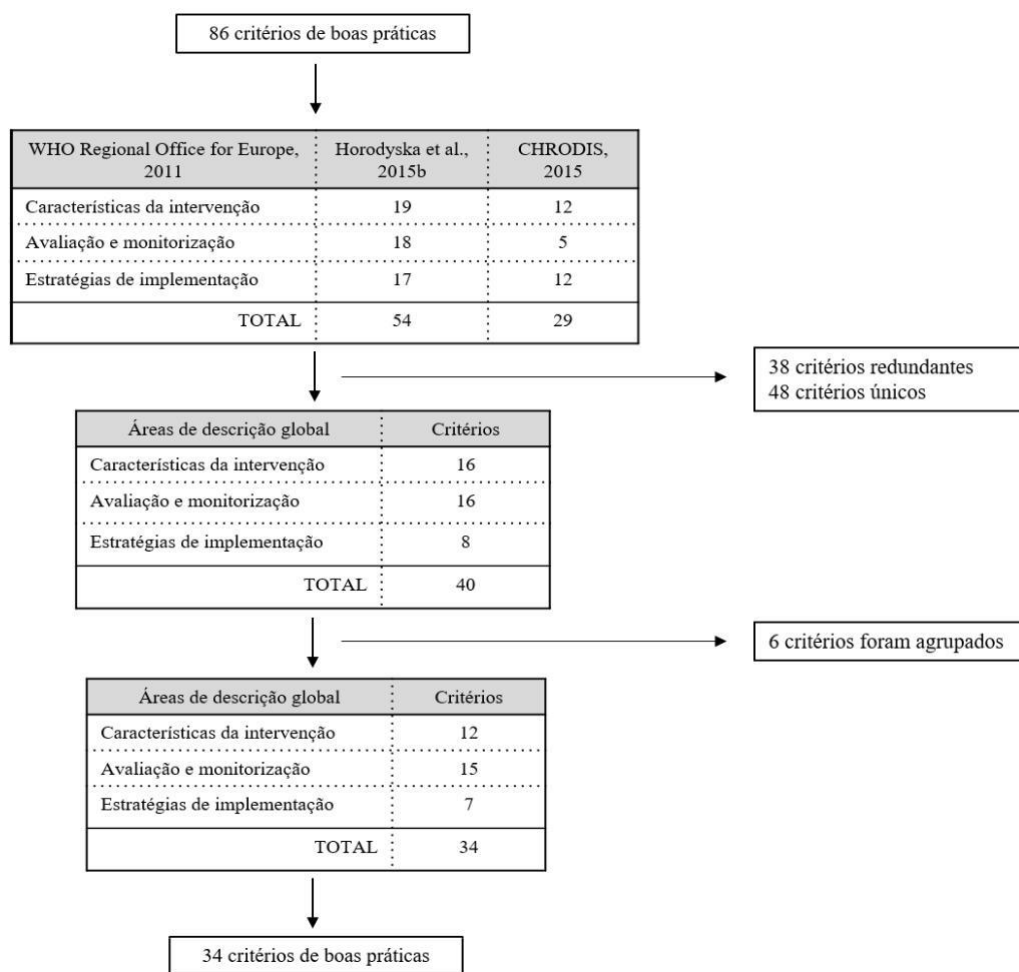 86 critérios de boas práticas
WHO Regional Office for Europe, 2011 Horodyska et al., 2015b CHRODIS, 2015
Características da intervenção 19 12
Avaliação e monitorização 18 5
Estratégias de implementação 17 12
TOTAL 54 29
38 critérios redundantes
48 critérios únicos
Áreas de descrição global Critérios
Características da intervenção 16
Avaliação e monitorização 16
Estratégias de implementação 8
TOTAL 40
6 critérios foram agrupados
Áreas de descrição global Critérios
Características da intervenção 12
Avaliação e monitorização 15
Estratégias de implementação 7
TOTAL 34
34 critérios de boas práticas